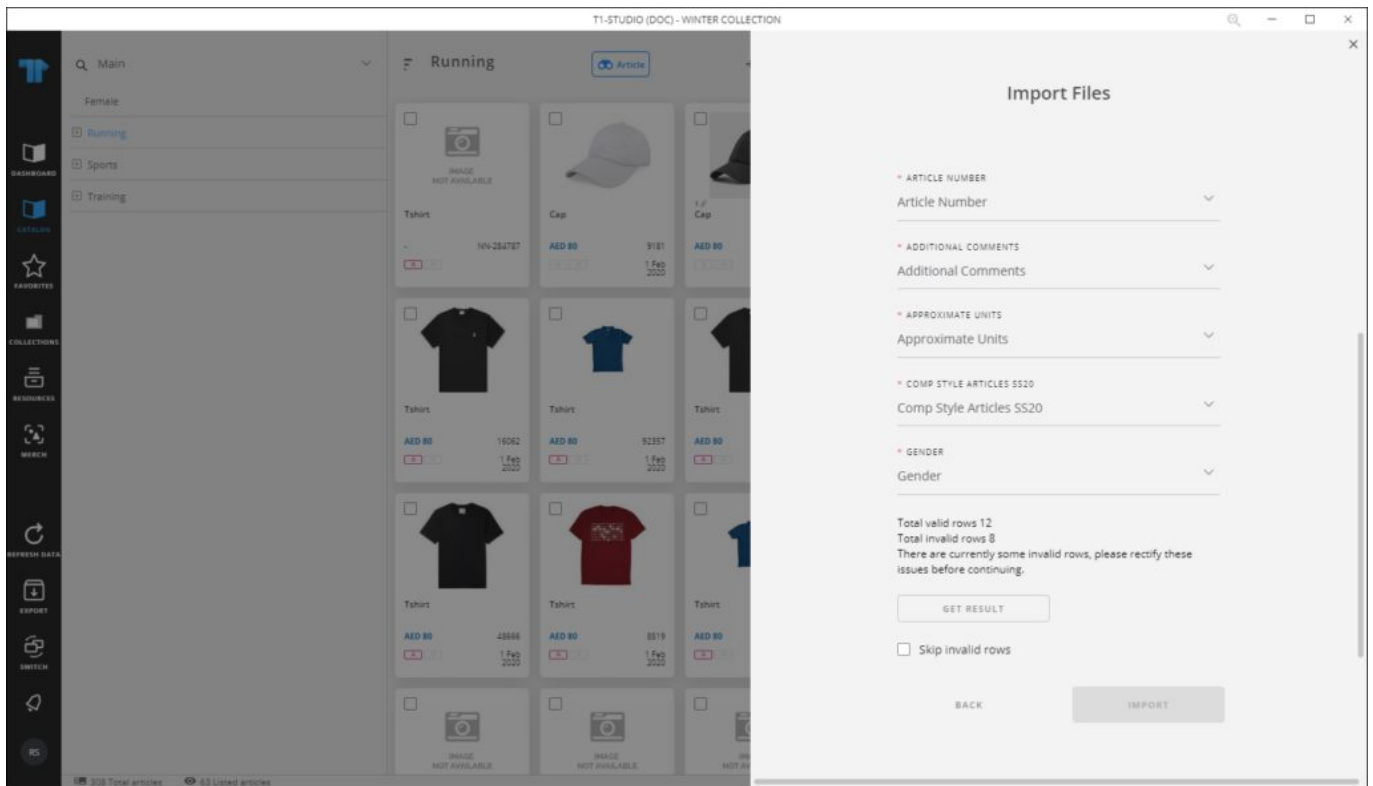 T1-STUDIO (DOC) - WINTER COLLECTION
Main
Female
Running
Sports
Training
DASHBOARD
CATALOG
FAVORITES
COLLECTIONS
RESOURCES
MERCH
REFRESH DATA
EXPORT
SWITCH
RS
Running
Article
IMAGE
NOT AVAILABLE
Tshirt
-
NN-284787
Cap
AED 80
9181
1 Feb
2020
Cap
AED 80
Tshirt
AED 80
16062
1 Feb
2020
Tshirt
AED 80
92357
1 Feb
2020
Tshirt
AED 80
Tshirt
AED 80
48666
1 Feb
2020
Tshirt
AED 80
8519
1 Feb
2020
Tshirt
AED 80
IMAGE
NOT AVAILABLE
IMAGE
NOT AVAILABLE
308 Total articles
63 Listed articles
Import Files
* ARTICLE NUMBER
Article Number
* ADDITIONAL COMMENTS
Additional Comments
* APPROXIMATE UNITS
Approximate Units
* COMP STYLE ARTICLES SS20
Comp Style Articles SS20
* GENDER
Gender
Total valid rows 12
Total invalid rows 8
There are currently some invalid rows, please rectify these
issues before continuing.
GET RESULT
Skip invalid rows
BACK
IMPORT